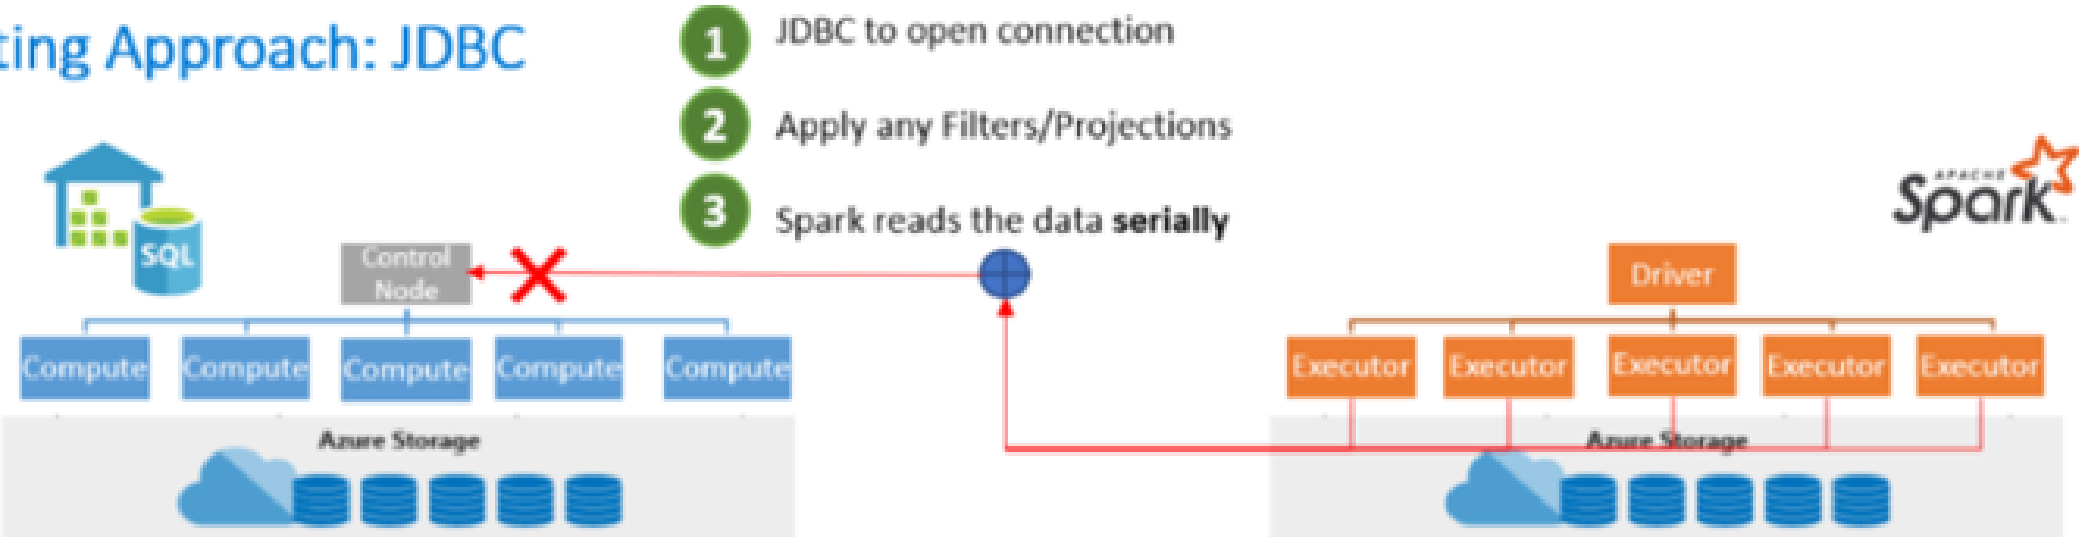 ting Approach: JDBC
1 JDBC to open connection
2 Apply any Filters/Projections
3 Spark reads the data serially
SQL
APACHE
Spark
Control
Node
Driver
Compute Compute Compute Compute Compute
Executor Executor Executor Executor Executor
Azure Storage
Azure Storage